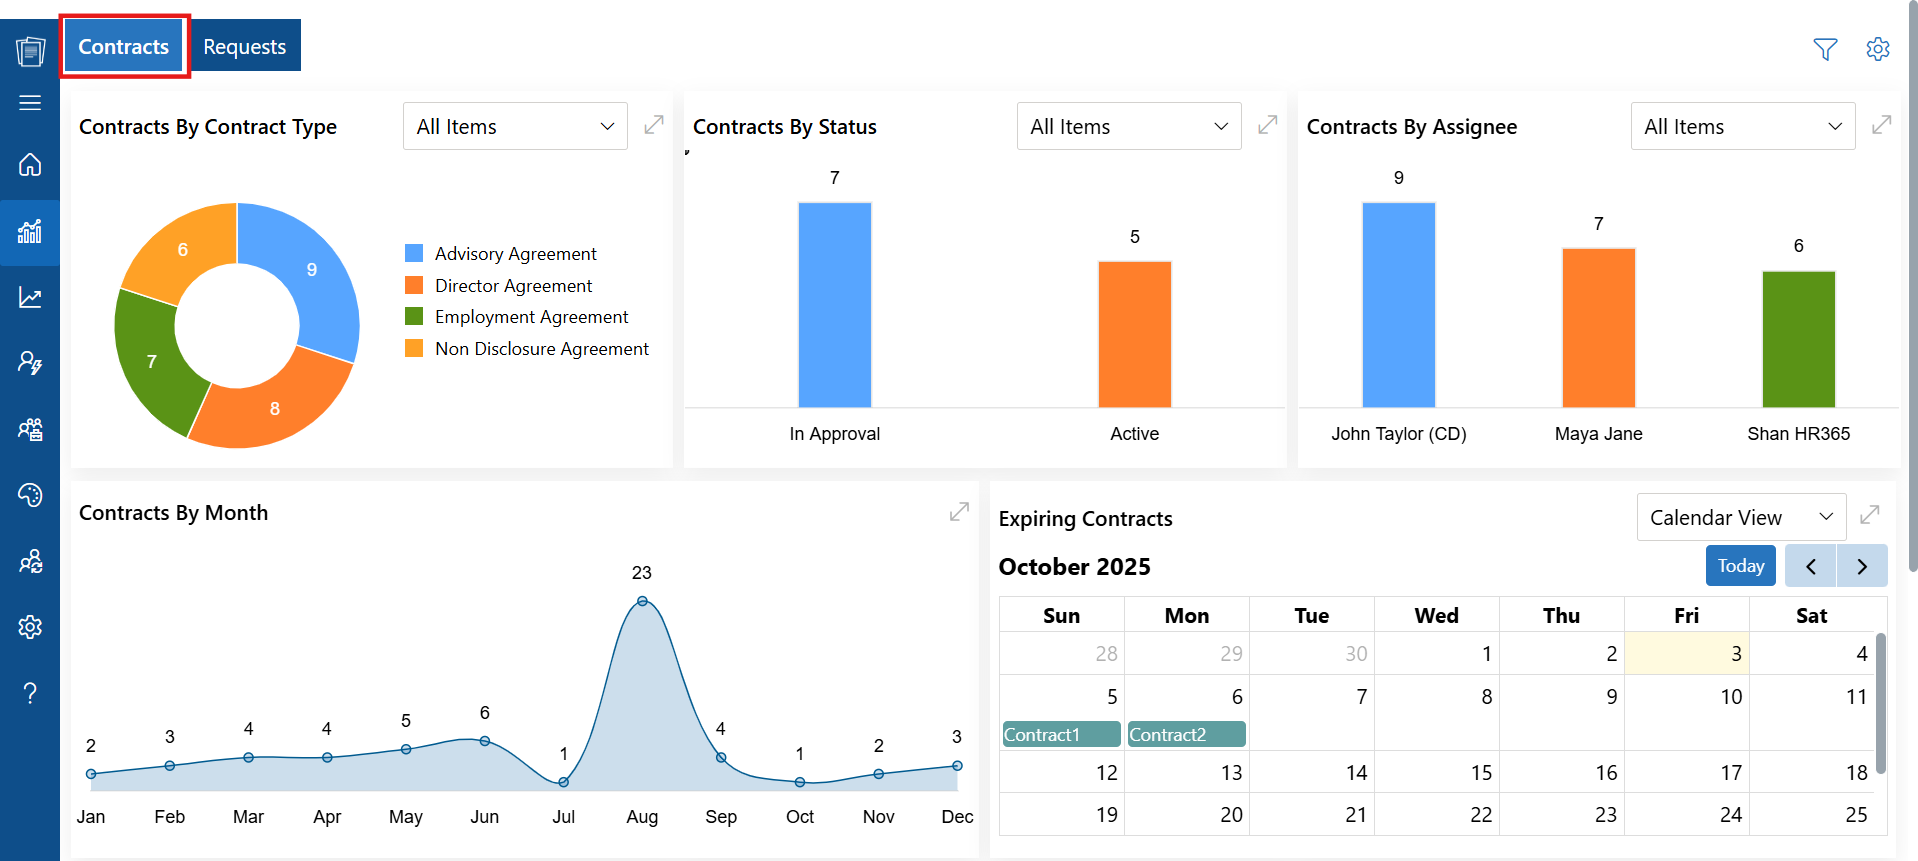 Contracts
Requests
Contracts By Contract Type
All Items
9
8
7
6
Advisory Agreement
Director Agreement
Employment Agreement
Non Disclosure Agreement
Contracts By Status
All Items
7
5
In Approval
Active
Contracts By Assignee
All Items
9
7
6
John Taylor (CD)
Maya Jane
Shan HR365
Contracts By Month
2 3 4 4 5 6 1 23 4 1 2 3
Jan Feb Mar Apr May Jun Jul Aug Sep Oct Nov Dec
Expiring Contracts
Calendar View
October 2025
Today
Sun Mon Tue Wed Thu Fri Sat
28 29 30 1 2 3 4
5 6 7 8 9 10 11
Contract1 Contract2
12 13 14 15 16 17 18
19 20 21 22 23 24 25